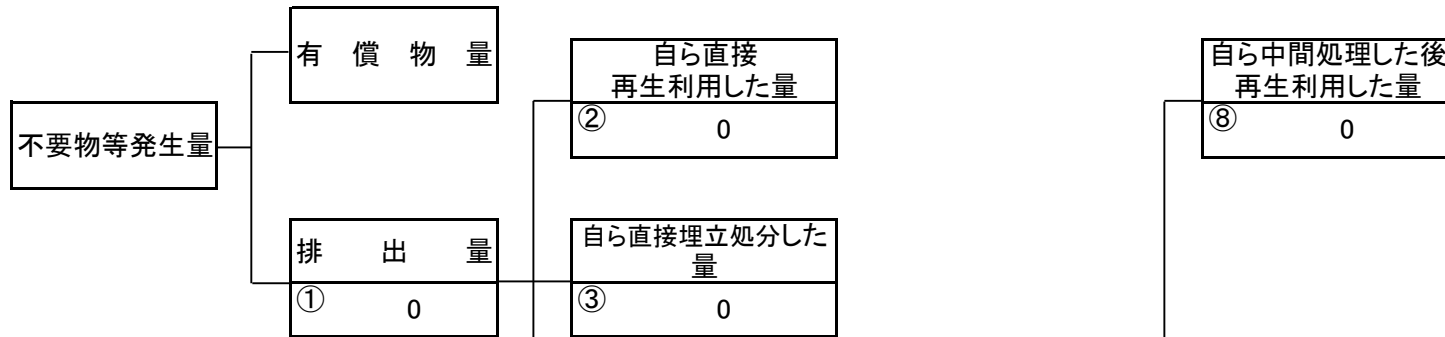 不要物等発生量
有償物量
排出量
① 0
自ら直接
再生利用した量
② 0
自ら直接埋立処分した
量
③ 0
自ら中間処理した後
再生利用した量
⑧ 0